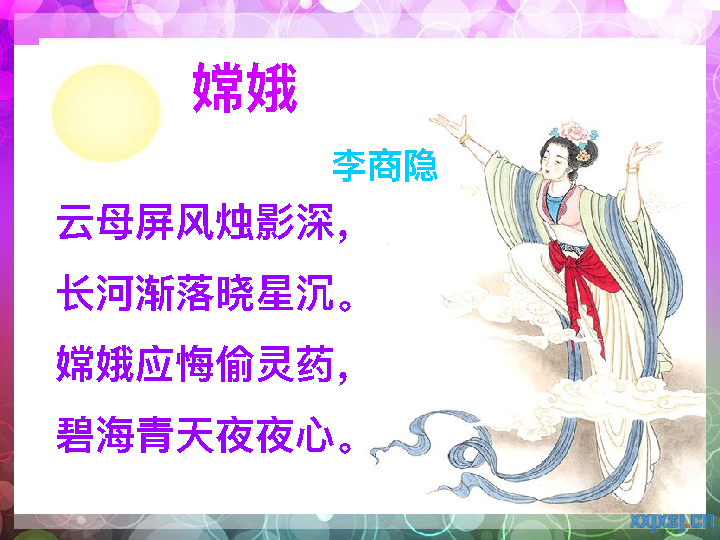 嫦娥
李商隐
云母屏风烛影深，
长河渐落晓星沉。
嫦娥应悔偷灵药，
碧海青天夜夜心。
xxjxsj.cn